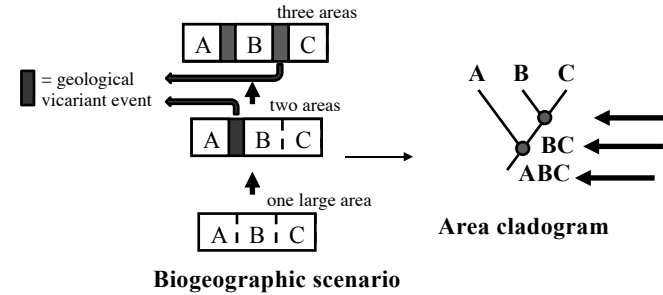 three areas
A B C
= geological
vicariant event
two areas
A B C
one large area
A B C
Biogeographic scenario
A B C
BC
ABC
Area cladogram